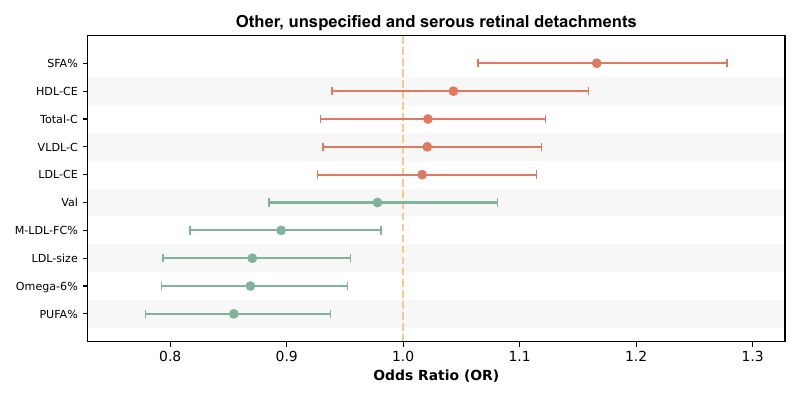 Other, unspecified and serous retinal detachments
SFA%
HDL-CE
Total-C
VLDL-C
LDL-CE
Val
M-LDL-FC%
LDL-size
Omega-6%
PUFA%
0.8 0.9 1.0 1.1 1.2 1.3
Odds Ratio (OR)